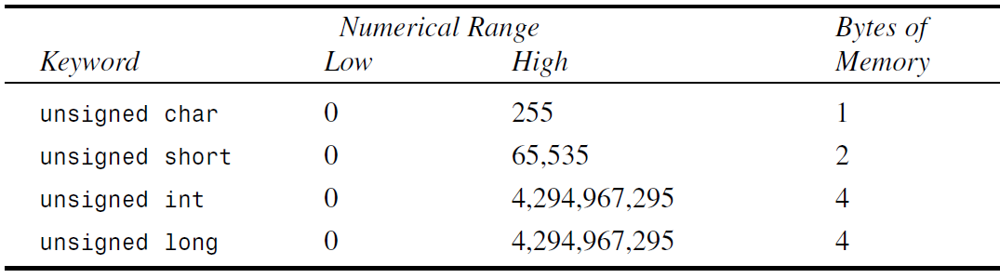 Numerical Range Bytes of
Keyword Low High Memory
unsigned char 0 255 1
unsigned short 0 65,535 2
unsigned int 0 4,294,967,295 4
unsigned long 0 4,294,967,295 4